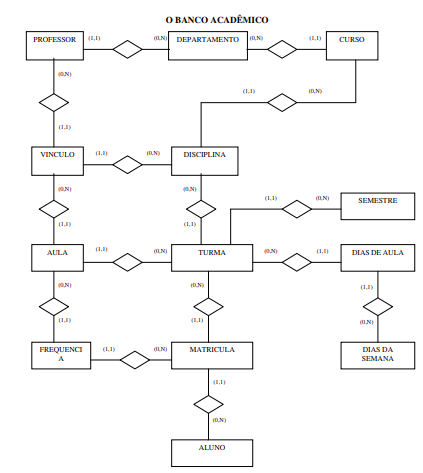 O BANCO ACADÊMICO
PROFESSOR (1,1) (0,N) DEPARTAMENTO (0,N) (1,1) CURSO
(0,N)
(1,1) (0,N)
(1,1)
VINCULO (1,1) (0,N) DISCIPLINA
(0,N) (0,N)
(1,1) (0,N) SEMESTRE
(1,1) (1,1)
AULA (1,1) (0,N) TURMA (0,N) (1,1) DIAS DE AULA
(0,N) (0,N) (1,1)
(1,1) (1,1) (0,N)
FREQUENCI
A
(1,1) (0,N) MATRICULA
DIAS DA
SEMANA
(1,1)
(0,N)
ALUNO